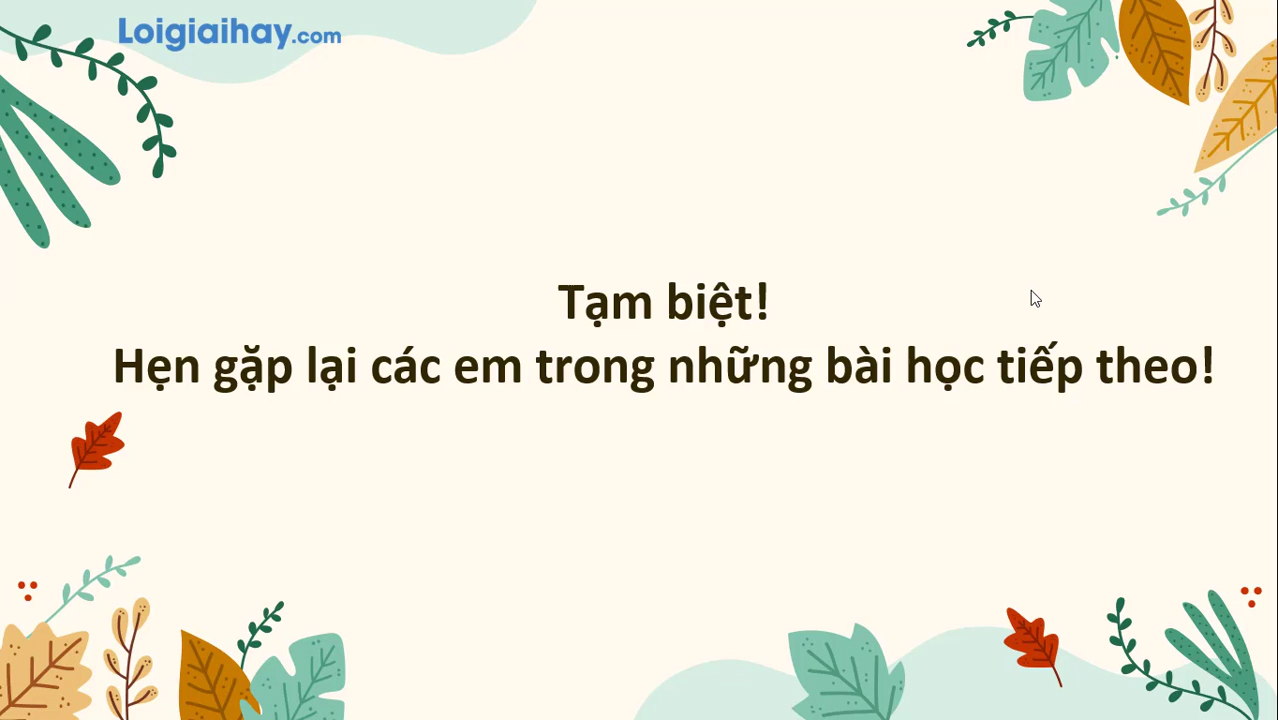 Loigiaihay.com
Tạm biệt!
Hẹn gặp lại các em trong những bài học tiếp theo!